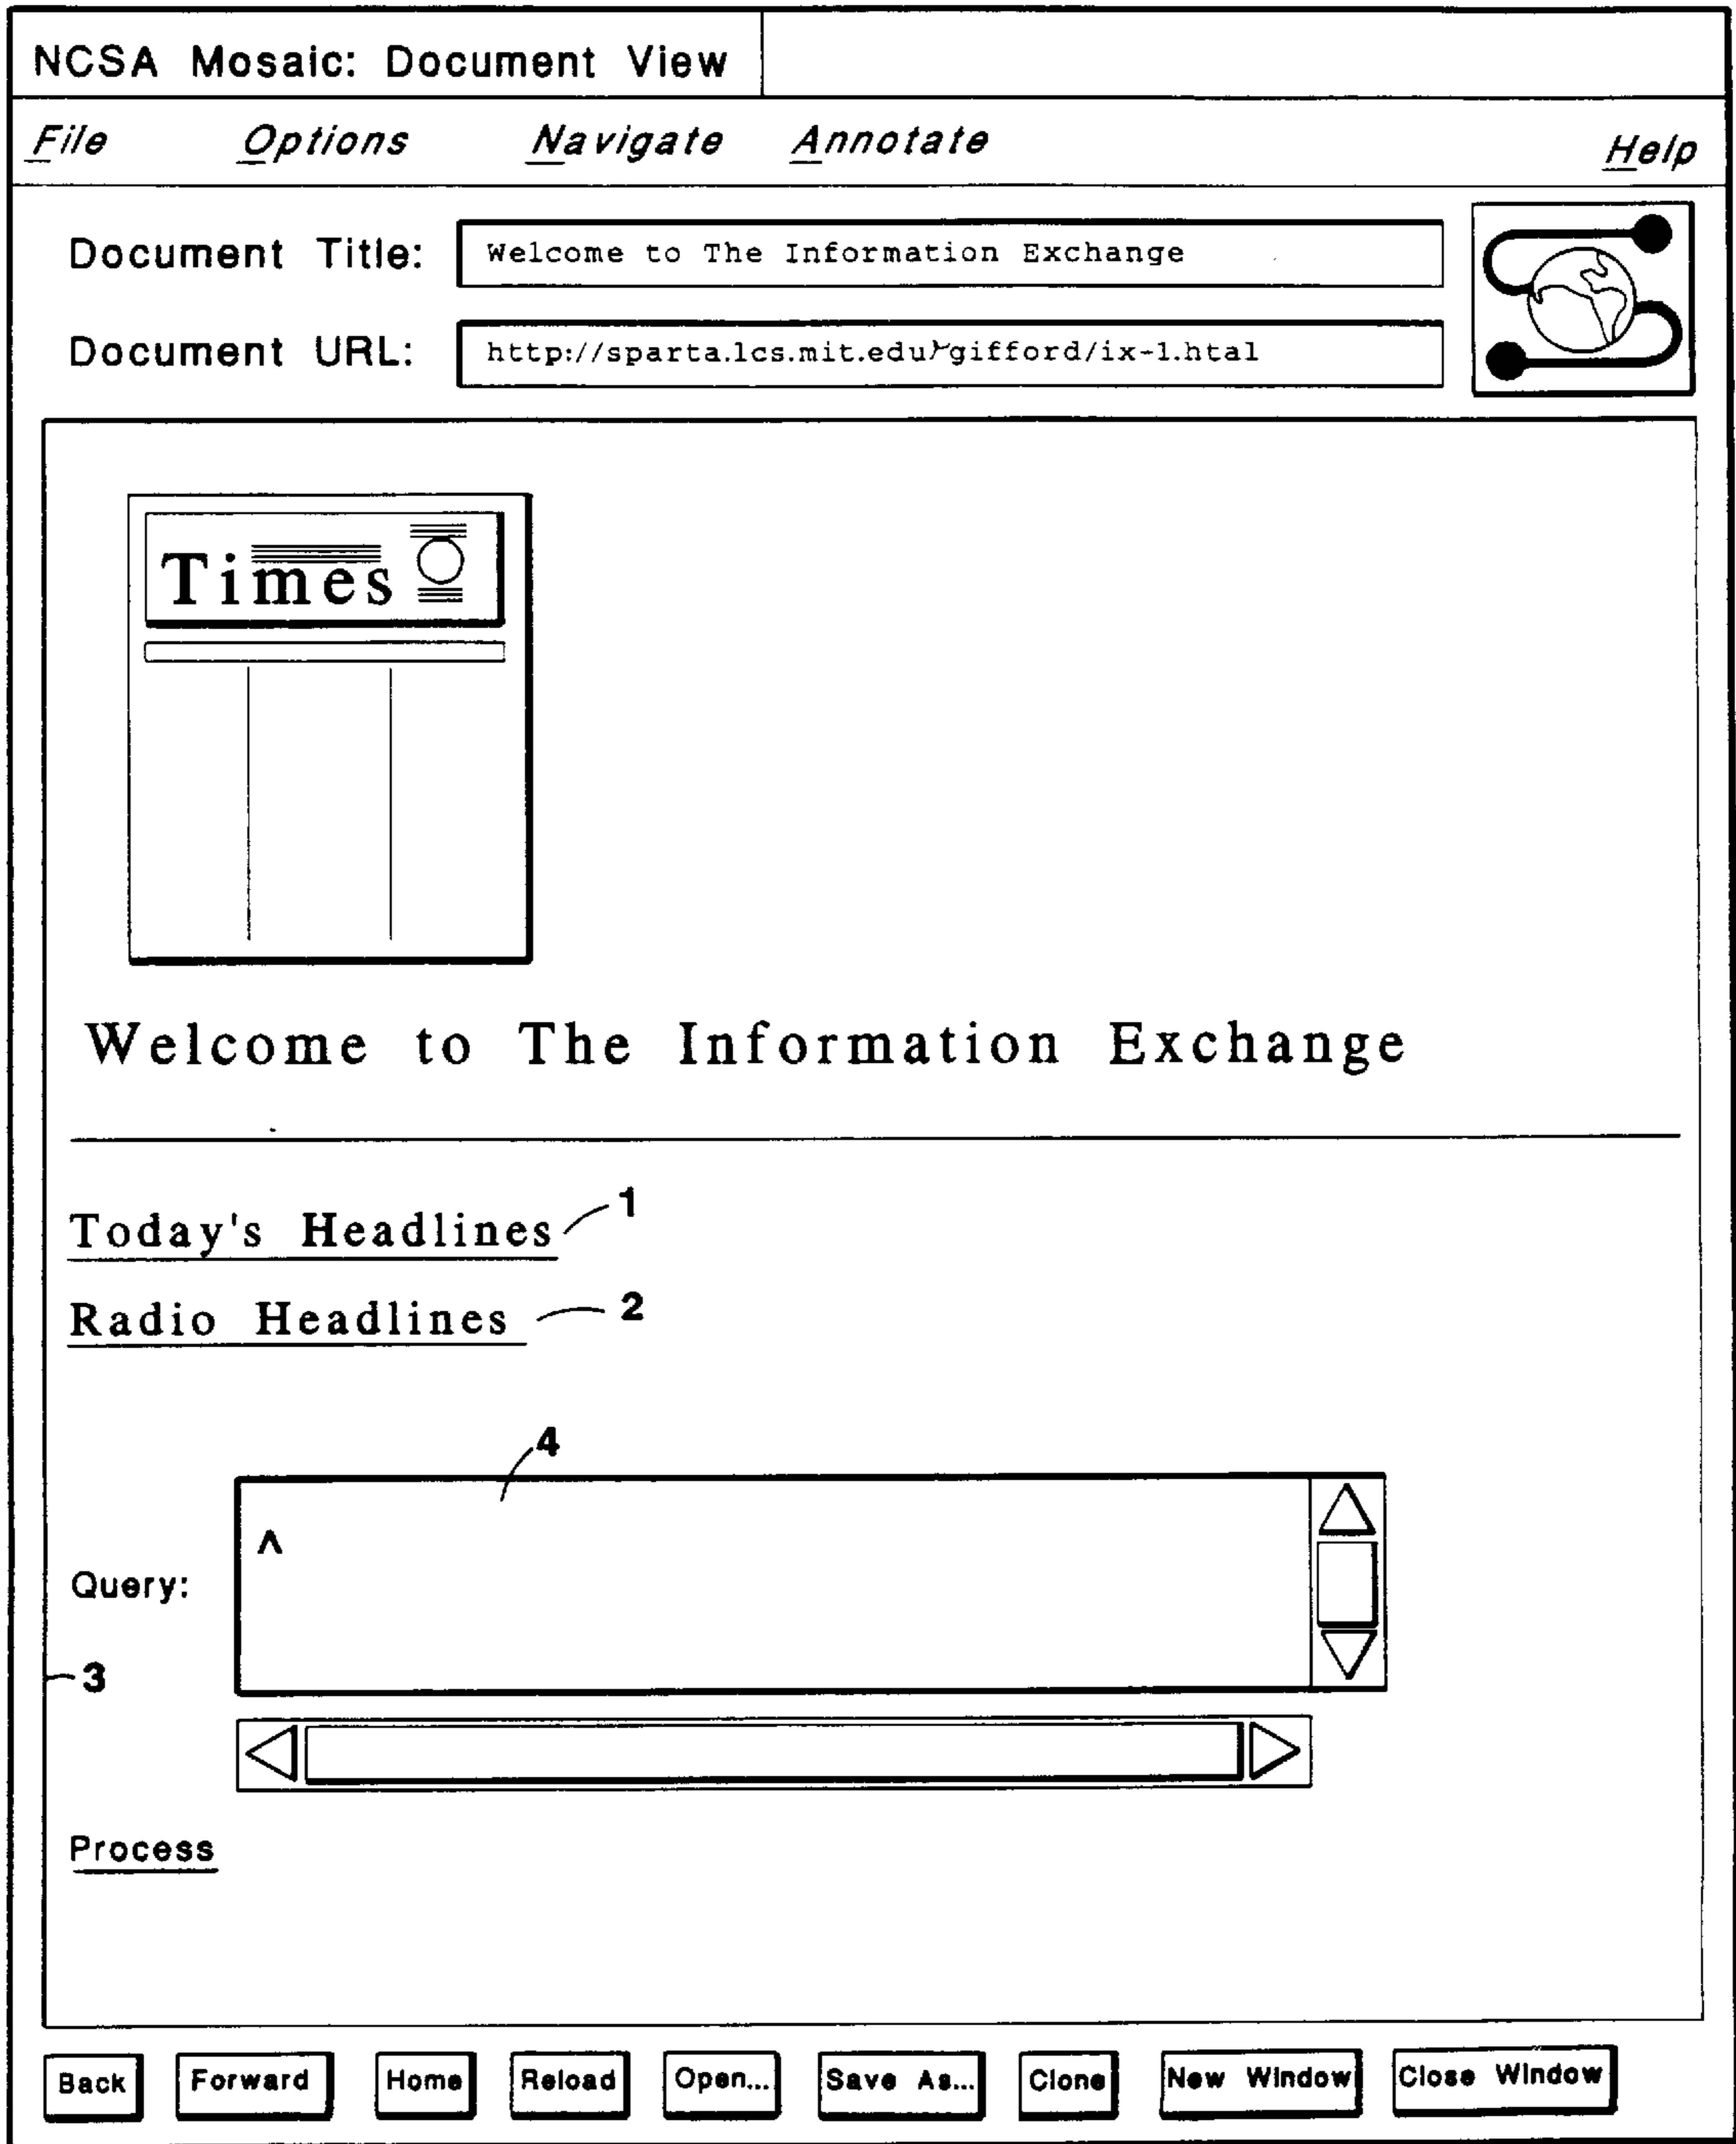 NCSA Mosaic: Document View
File Options Navigate Annotate Help
Document Title: Welcome to The Information Exchange
Document URL: http://sparta.lcs.mit.edu/~gifford/ix-1.htal
Times
Welcome to The Information Exchange
Today's Headlines 1
Radio Headlines 2
4
^
Query:
3
Process
Back Forward Home Reload Open... Save As... Clone New Window Close Window